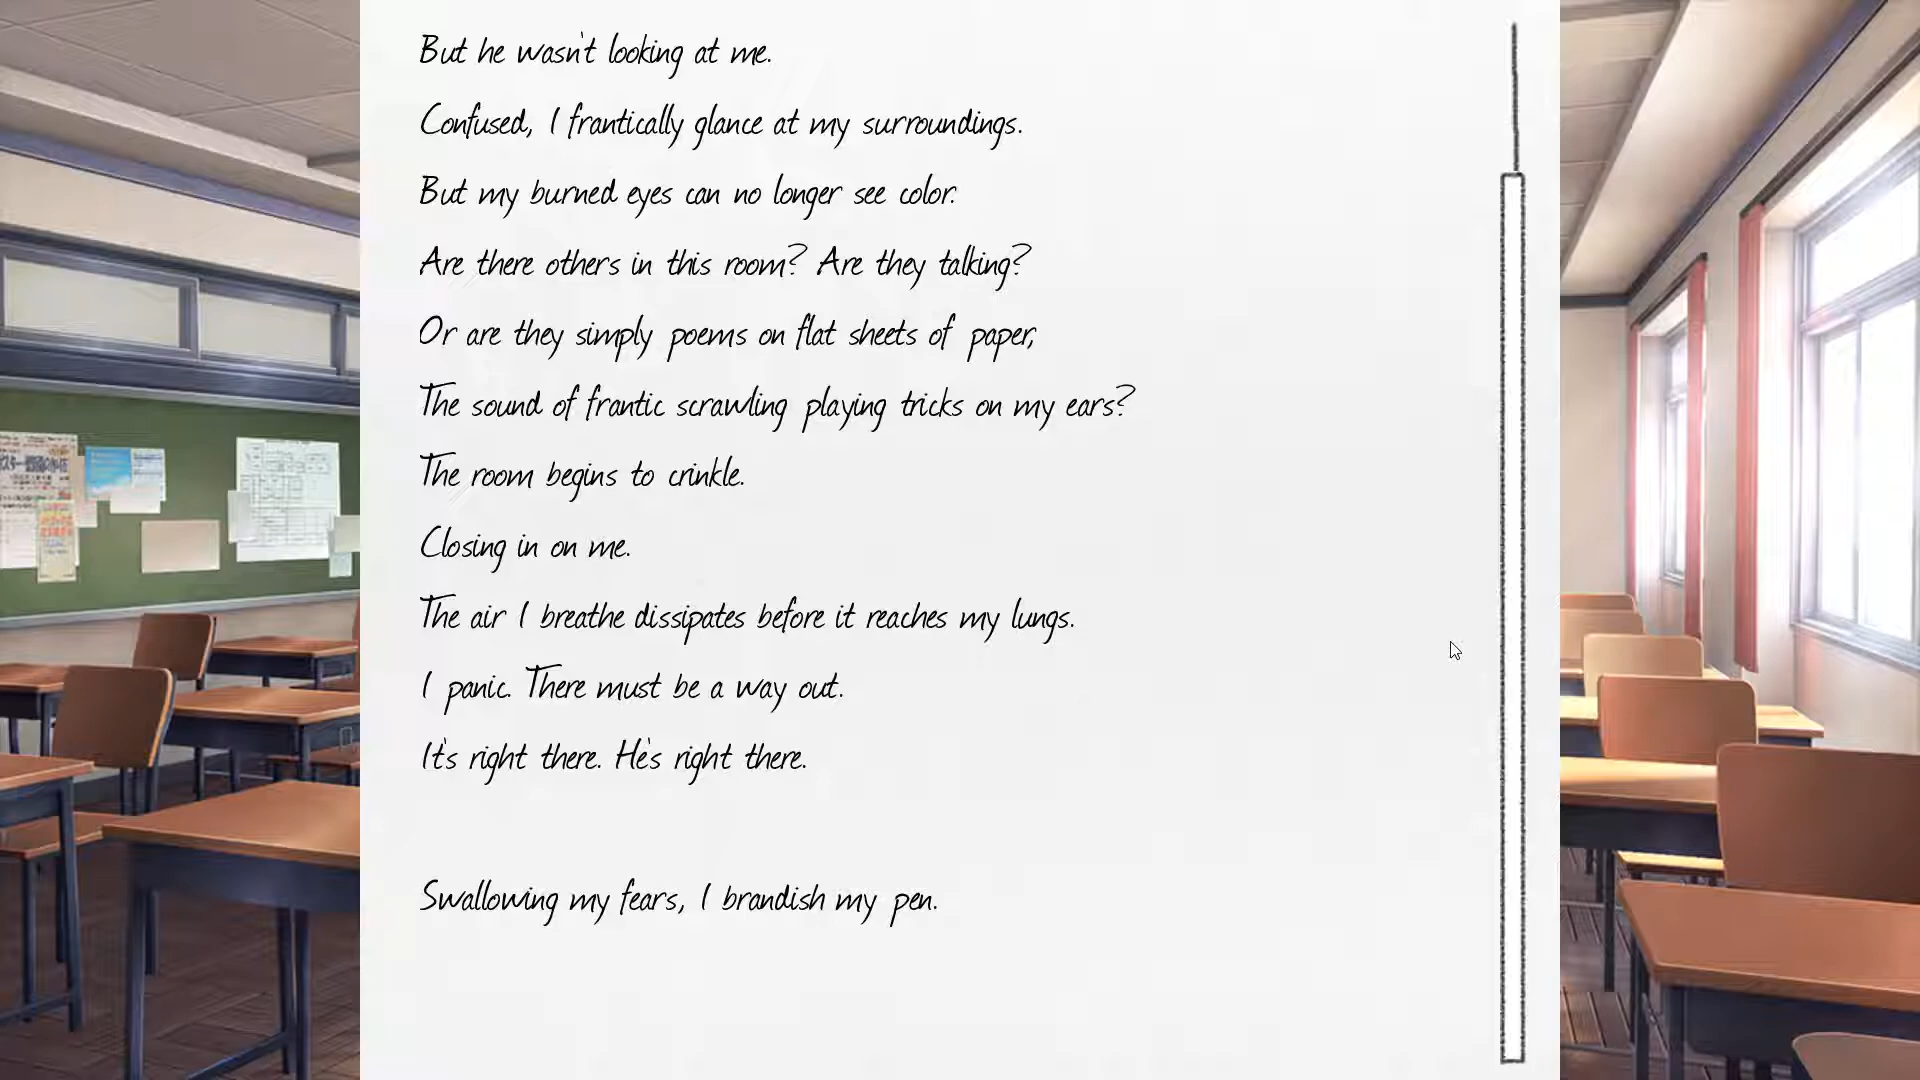 But he wasn't looking at me.
Confused, I frantically glance at my surroundings.
But my burned eyes can no longer see color.
Are there others in this room? Are they talking?
Or are they simply poems on flat sheets of paper,
The sound of frantic scrawling playing tricks on my ears?
The room begins to crinkle.
Closing in on me.
The air I breathe dissipates before it reaches my lungs.
I panic. There must be a way out.
It's right there. He's right there.
Swallowing my fears, I brandish my pen.